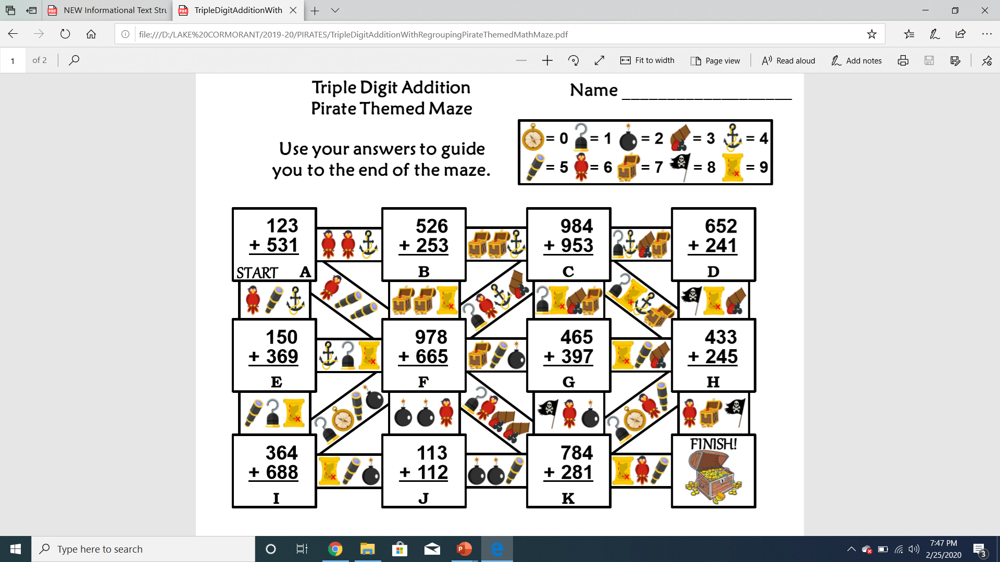 NEW Informational Text Stru
TripleDigitAdditionWith
file:///D:/LAKE%20CORMORANT/2019-20/PIRATES/TripleDigitAdditionWithRegroupingPirateThemedMathMaze.pdf
1 of 2
Fit to width
Page view
Read aloud
Add notes
Triple Digit Addition
Pirate Themed Maze
Name ____________________
Use your answers to guide
you to the end of the maze.
= 0 = 1 = 2 = 3 = 4
= 5 = 6 = 7 = 8 = 9
123
+ 531
START A
526
+ 253
B
984
+ 953
C
652
+ 241
D
150
+ 369
E
978
+ 665
F
465
+ 397
G
433
+ 245
H
364
+ 688
I
113
+ 112
J
784
+ 281
K
FINISH!
Type here to search
7:47 PM
2/25/2020
3